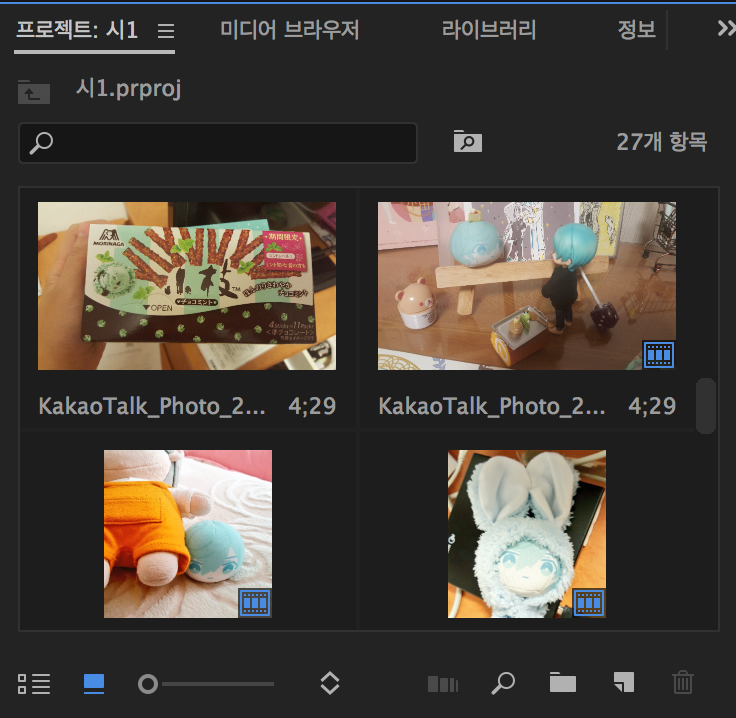 프로젝트: 시1
미디어 브라우저
라이브러리
정보
시1.prproj
27개 항목
MORINAGA
期間限定
小枝
TM
チョコミント
OPEN
KakaoTalk_Photo_2... 4;29
KakaoTalk_Photo_2... 4;29